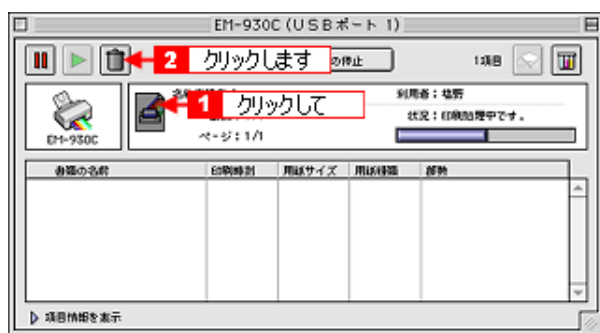 EM-930C (USBポート 1)
2 クリックします
の停止
1項目
1 クリックして
利用者：塩野
状況：印刷処理中です。
ページ：1/1
EM-930C
書類の名前 印刷時刻 用紙サイズ 用紙種類 部数
項目情報を表示